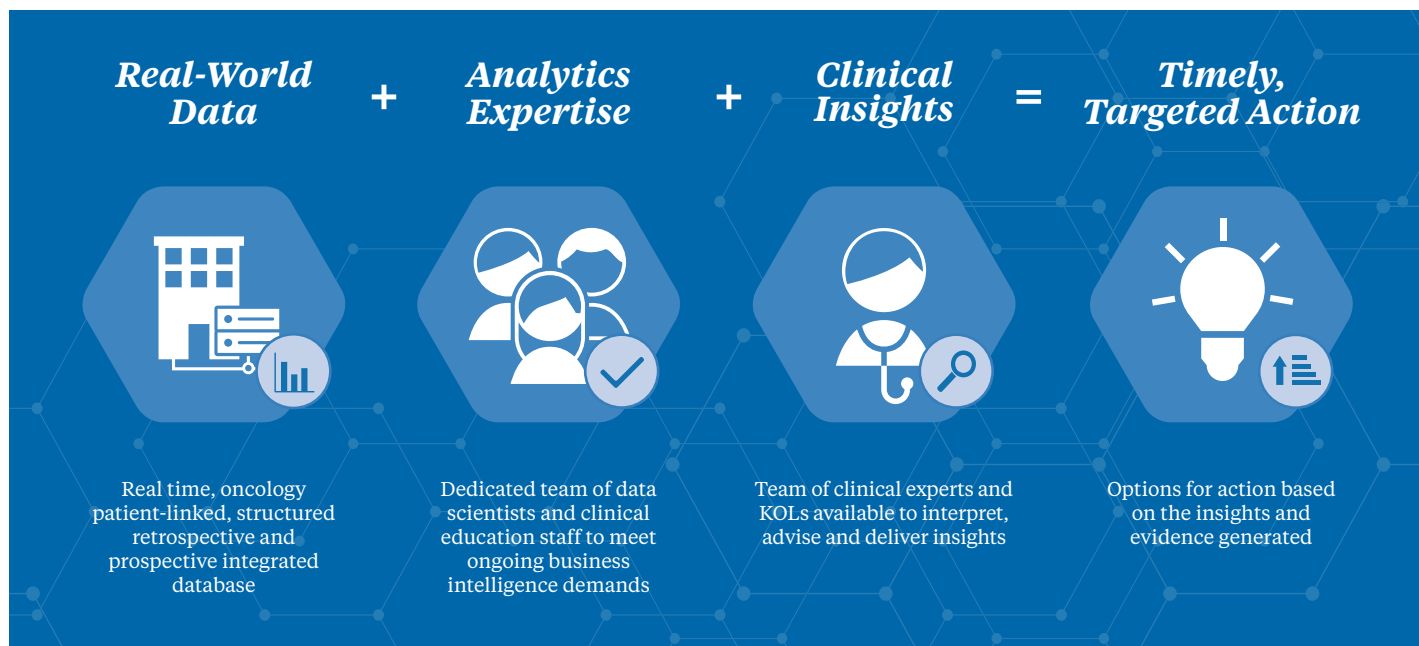 Real-World
Data
+
Analytics
Expertise
+
Clinical
Insights
=
Timely,
Targeted Action
Real time, oncology
patient-linked, structured
retrospective and
prospective integrated
database
Dedicated team of data
scientists and clinical
education staff to meet
ongoing business
intelligence demands
Team of clinical experts and
KOLs available to interpret,
advise and deliver insights
Options for action based
on the insights and
evidence generated